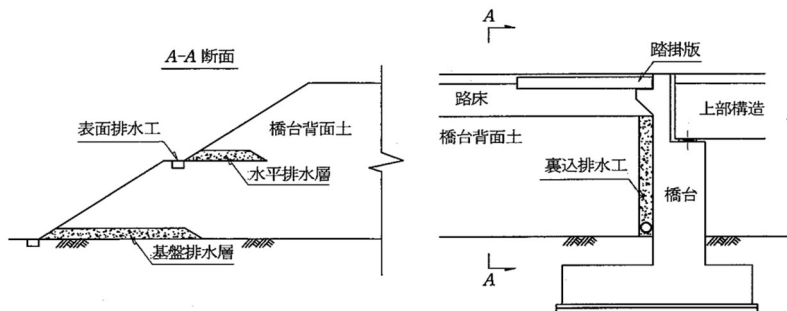 A-A 断面
表面排水工
橋台背面土
水平排水層
基盤排水層
A
踏掛版
路床
上部構造
橋台背面土
裏込排水工
橋台
A